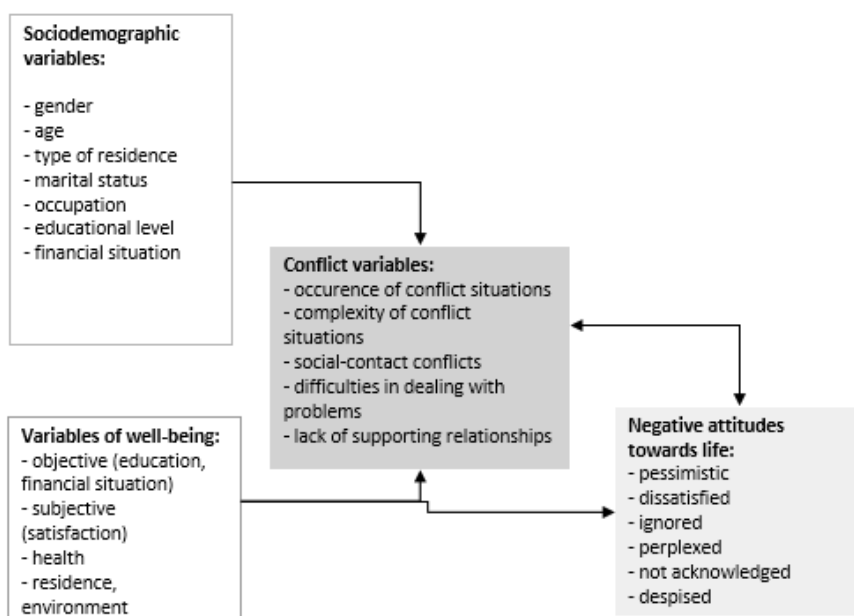 Sociodemographic
variables:
- gender
- age
- type of residence
- marital status
- occupation
- educational level
- financial situation
Conflict variables:
- occurence of conflict situations
- complexity of conflict
situations
- social-contact conflicts
- difficulties in dealing with
problems
- lack of supporting relationships
Variables of well-being:
- objective (education,
financial situation)
- subjective
(satisfaction)
- health
- residence,
environment
Negative attitudes
towards life:
- pessimistic
- dissatisfied
- ignored
- perplexed
- not acknowledged
- despised